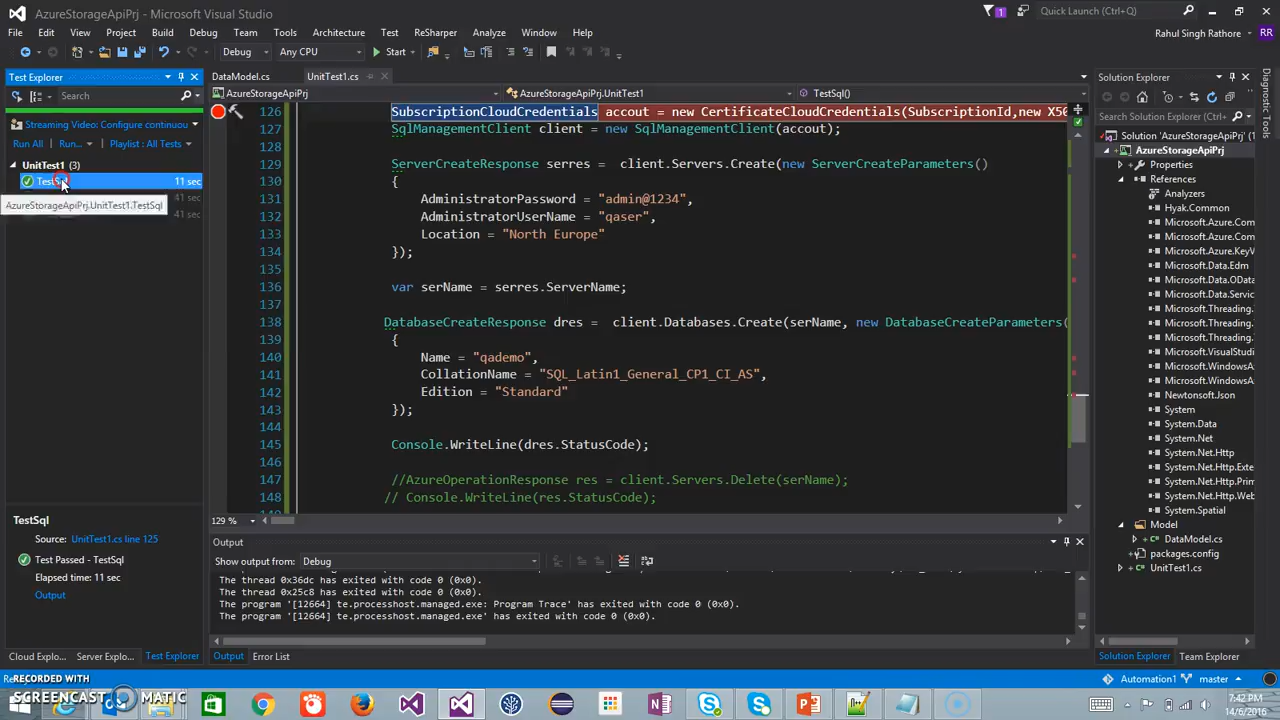 AzureStorageApiPrj - Microsoft Visual Studio
1
Quick Launch (Ctrl+Q)
File Edit View Project Build Debug Team Tools Architecture Test ReSharper Analyze Window Help
Rahul Singh Rathore RR
Debug Any CPU Start
Test Explorer
DataModel.cs UnitTest1.cs
Solution Explorer
Diagnostic Tools
Search
AzureStorageApiPrj AzureStorageApiPrj.UnitTest1 TestSql()
Streaming Video: Configure continuou
Run All Run... Playlist : All Tests
UnitTest1 (3)
11 sec
AzureStorageApiPrj.UnitTest1.TestSql
41 sec
41 sec
126 SubscriptionCloudCredentials accout = new CertificateCloudCredentials(SubscriptionId,new X50
127 SqlManagementClient client = new SqlManagementClient(accout);
128
129 ServerCreateResponse serres = client.Servers.Create(new ServerCreateParameters()
130 {
131 AdministratorPassword = "admin@1234",
132 AdministratorUserName = "qaser",
133 Location = "North Europe"
134 });
135
136 var serName = serres.ServerName;
137
138 DatabaseCreateResponse dres = client.Databases.Create(serName, new DatabaseCreateParameters(
139 {
140 Name = "qademo",
141 CollationName = "SQL_Latin1_General_CP1_CI_AS",
142 Edition = "Standard"
143 });
144
145 Console.WriteLine(dres.StatusCode);
146
147 //AzureOperationResponse res = client.Servers.Delete(serName);
148 // Console.WriteLine(res.StatusCode);
129 %
Solution 'AzureStorageApiPrj' (
AzureStorageApiPrj
Properties
References
Analyzers
Hyak.Common
Microsoft.Azure.Com
Microsoft.Azure.Com
Microsoft.Azure.KeyV
Microsoft.Data.Edm
Microsoft.Data.OData
Microsoft.Data.Servic
Microsoft.Threading.
Microsoft.Threading.
Microsoft.Threading.
Microsoft.VisualStudi
Microsoft.WindowsA
Microsoft.WindowsA
Newtonsoft.Json
System
System.Data
System.Net
System.Net.Http
System.Net.Http.Exte
System.Net.Http.Prim
System.Net.Http.Web
System.Spatial
Model
DataModel.cs
packages.config
UnitTest1.cs
TestSql
Source: UnitTest1.cs line 125
Test Passed - TestSql
Elapsed time: 11 sec
Output
Output
Show output from: Debug
The thread 0x36dc has exited with code 0 (0x0).
The thread 0x25c8 has exited with code 0 (0x0).
The program '[12664] te.processhost.managed.exe: Program Trace' has exited with code 0 (0x0).
The program '[12664] te.processhost.managed.exe' has exited with code 0 (0x0).
Cloud Explo... Server Explo... Test Explorer Output Error List Solution Explorer Team Explorer
RECORDED WITH
SCREENCAST MATIC
Automation1 master
7:42 PM
14/6/2016